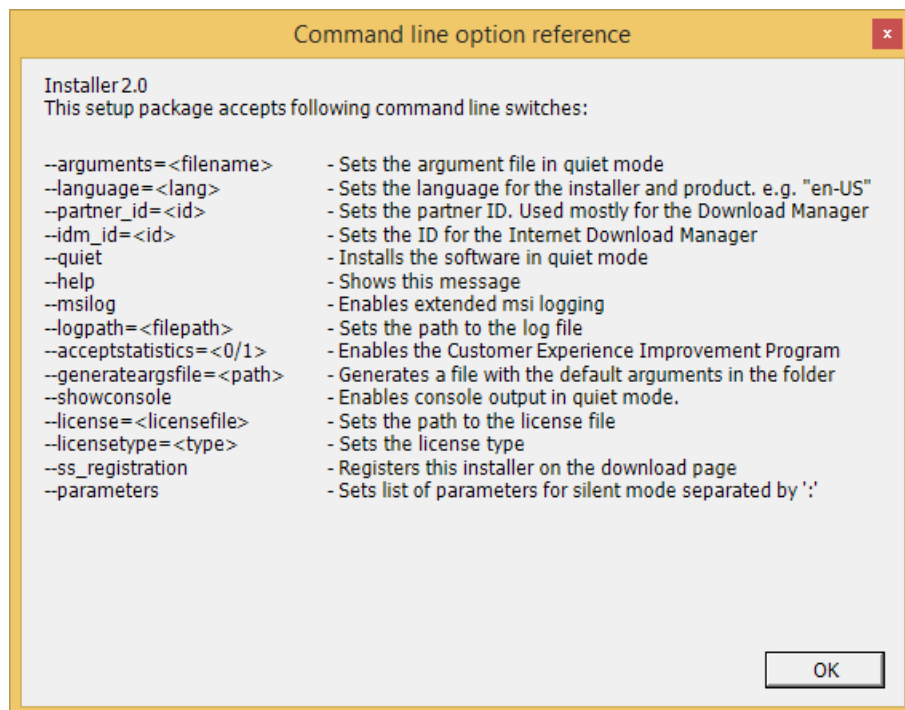 Command line option reference
x
Installer 2.0
This setup package accepts following command line switches:
--arguments=<filename> - Sets the argument file in quiet mode
--language=<lang> - Sets the language for the installer and product. e.g. "en-US"
--partner_id=<id> - Sets the partner ID. Used mostly for the Download Manager
--idm_id=<id> - Sets the ID for the Internet Download Manager
--quiet - Installs the software in quiet mode
--help - Shows this message
--msilog - Enables extended msi logging
--logpath=<filepath> - Sets the path to the log file
--acceptstatistics=<0/1> - Enables the Customer Experience Improvement Program
--generateargsfile=<path> - Generates a file with the default arguments in the folder
--showconsole - Enables console output in quiet mode.
--license=<licensefile> - Sets the path to the license file
--licensetype=<type> - Sets the license type
--ss_registration - Registers this installer on the download page
--parameters - Sets list of parameters for silent mode separated by ':'
OK